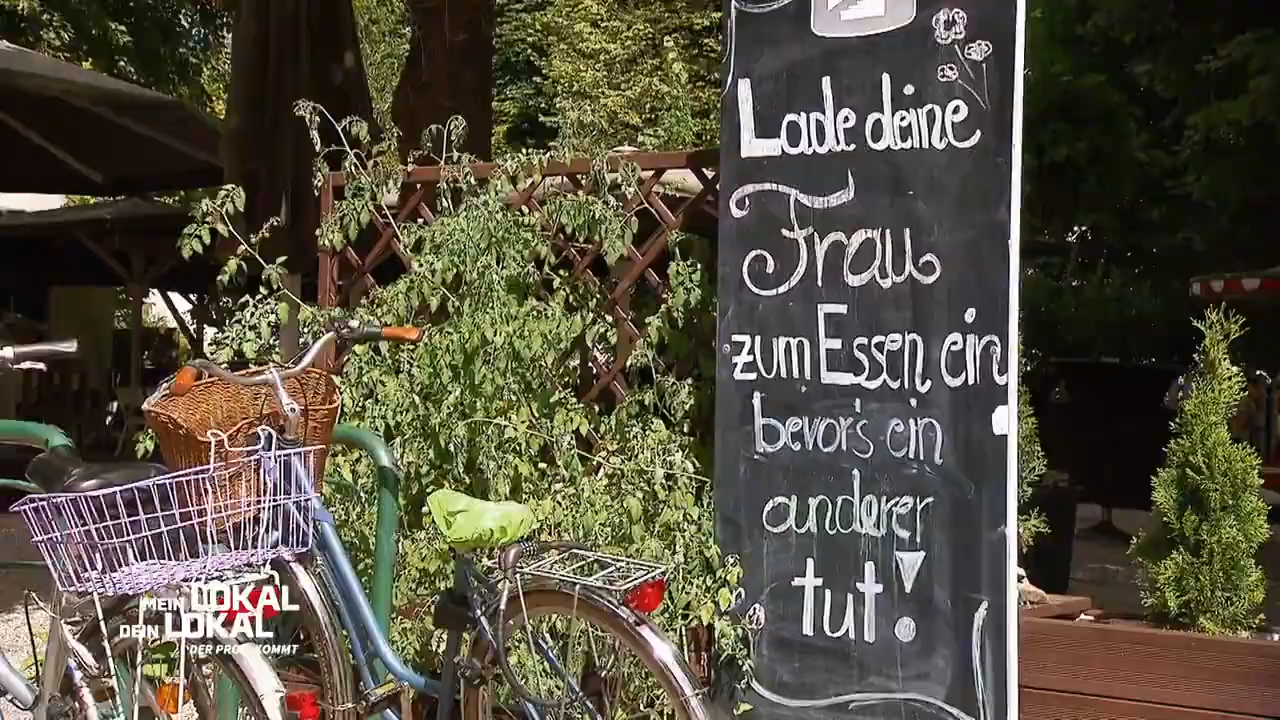 Lade deine
Frau
zum Essen ein
bevor's ein
anderer
tut!
MEIN LOKAL
DEIN LOKAL
DER PROFI KOMMT